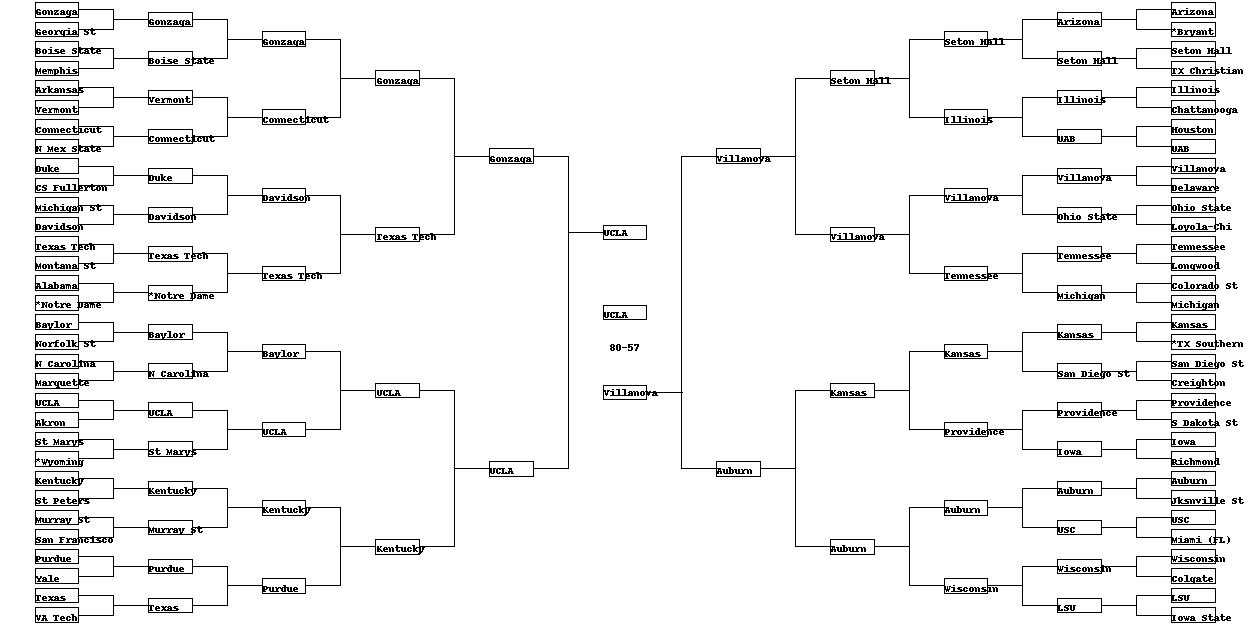 Gonzaga
Georgia St
Boise State
Memphis
Arkansas
Vermont
Connecticut
N Mex State
Duke
CS Fullerton
Michigan St
Davidson
Texas Tech
Montana St
Alabama
*Notre Dame
Baylor
Norfolk St
N Carolina
Marquette
UCLA
Akron
St Marys
*Wyoming
Kentucky
St Peters
Murray St
San Francisco
Purdue
Yale
Texas
VA Tech
Gonzaga
Boise State
Vermont
Connecticut
Duke
Davidson
Texas Tech
*Notre Dame
Baylor
N Carolina
UCLA
St Marys
Kentucky
Murray St
Purdue
Texas
Gonzaga
Connecticut
Davidson
Texas Tech
Baylor
UCLA
Kentucky
Purdue
Gonzaga
Texas Tech
UCLA
Kentucky
Gonzaga
UCLA
UCLA
UCLA
80-57
Villanova
Villanova
Auburn
Seton Hall
Villanova
Kansas
Auburn
Seton Hall
Illinois
Villanova
Tennessee
Kansas
Providence
Auburn
Wisconsin
Arizona
Seton Hall
Illinois
UAB
Villanova
Ohio State
Tennessee
Michigan
Kansas
San Diego St
Providence
Iowa
Auburn
USC
Wisconsin
LSU
Arizona
*Bryant
Seton Hall
TX Christian
Illinois
Chattanooga
Houston
UAB
Villanova
Delaware
Ohio State
Loyola-Chi
Tennessee
Longwood
Colorado St
Michigan
Kansas
*TX Southern
San Diego St
Creighton
Providence
S Dakota St
Iowa
Richmond
Auburn
Jksnville St
USC
Miami (FL)
Wisconsin
Colgate
LSU
Iowa State